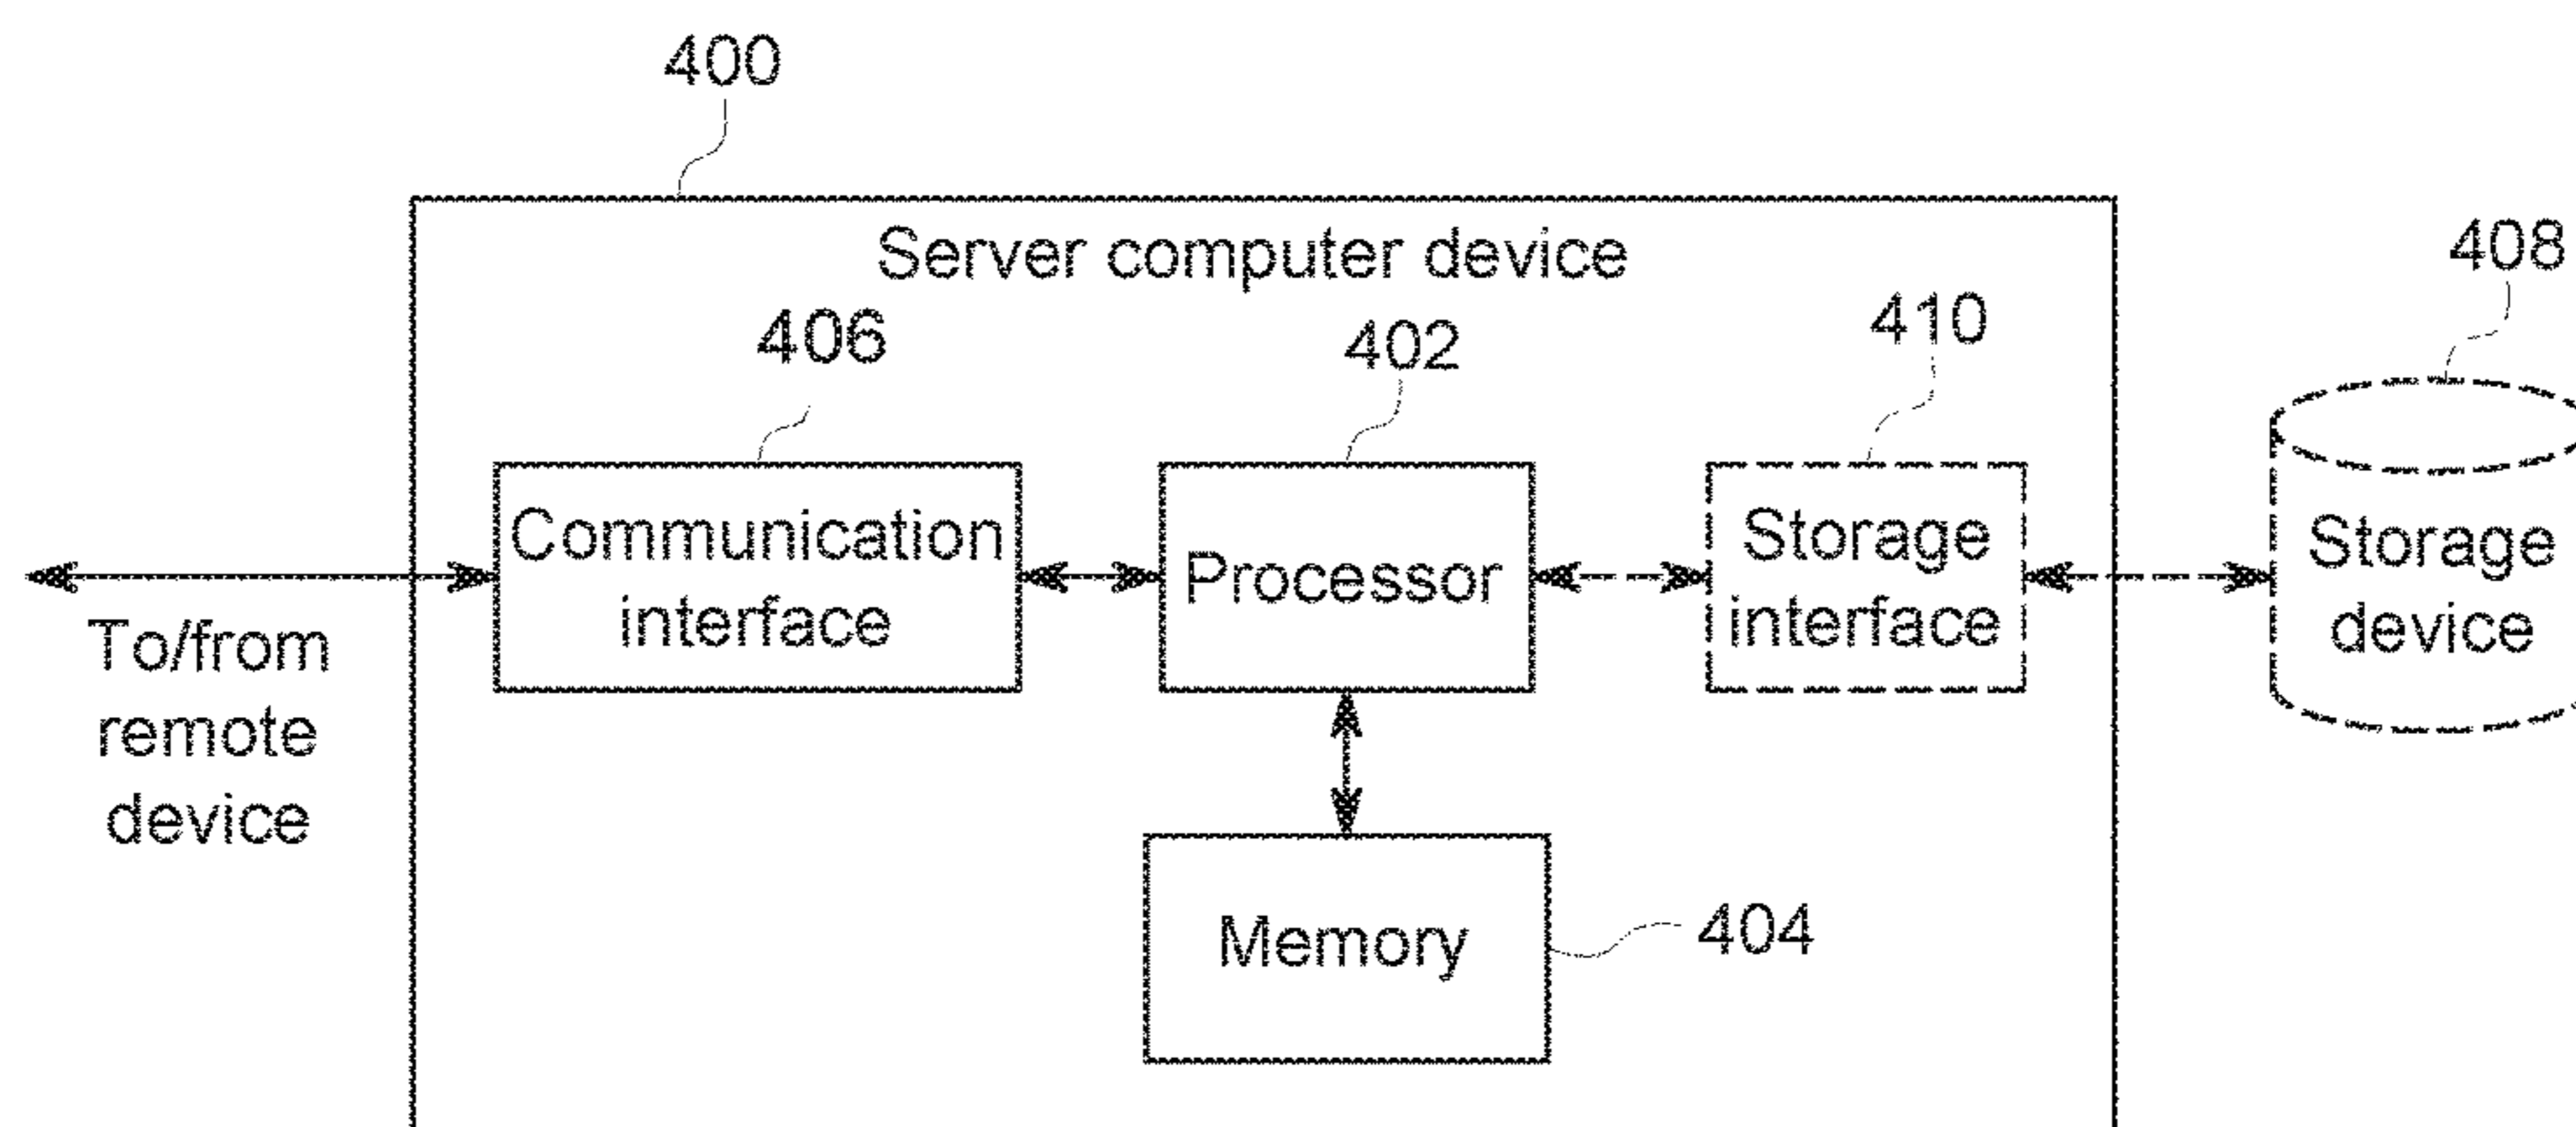 400
Server computer device
408
406
402
410
Communication
interface
Processor
Storage
interface
Storage
device
To/from
remote
device
Memory
404